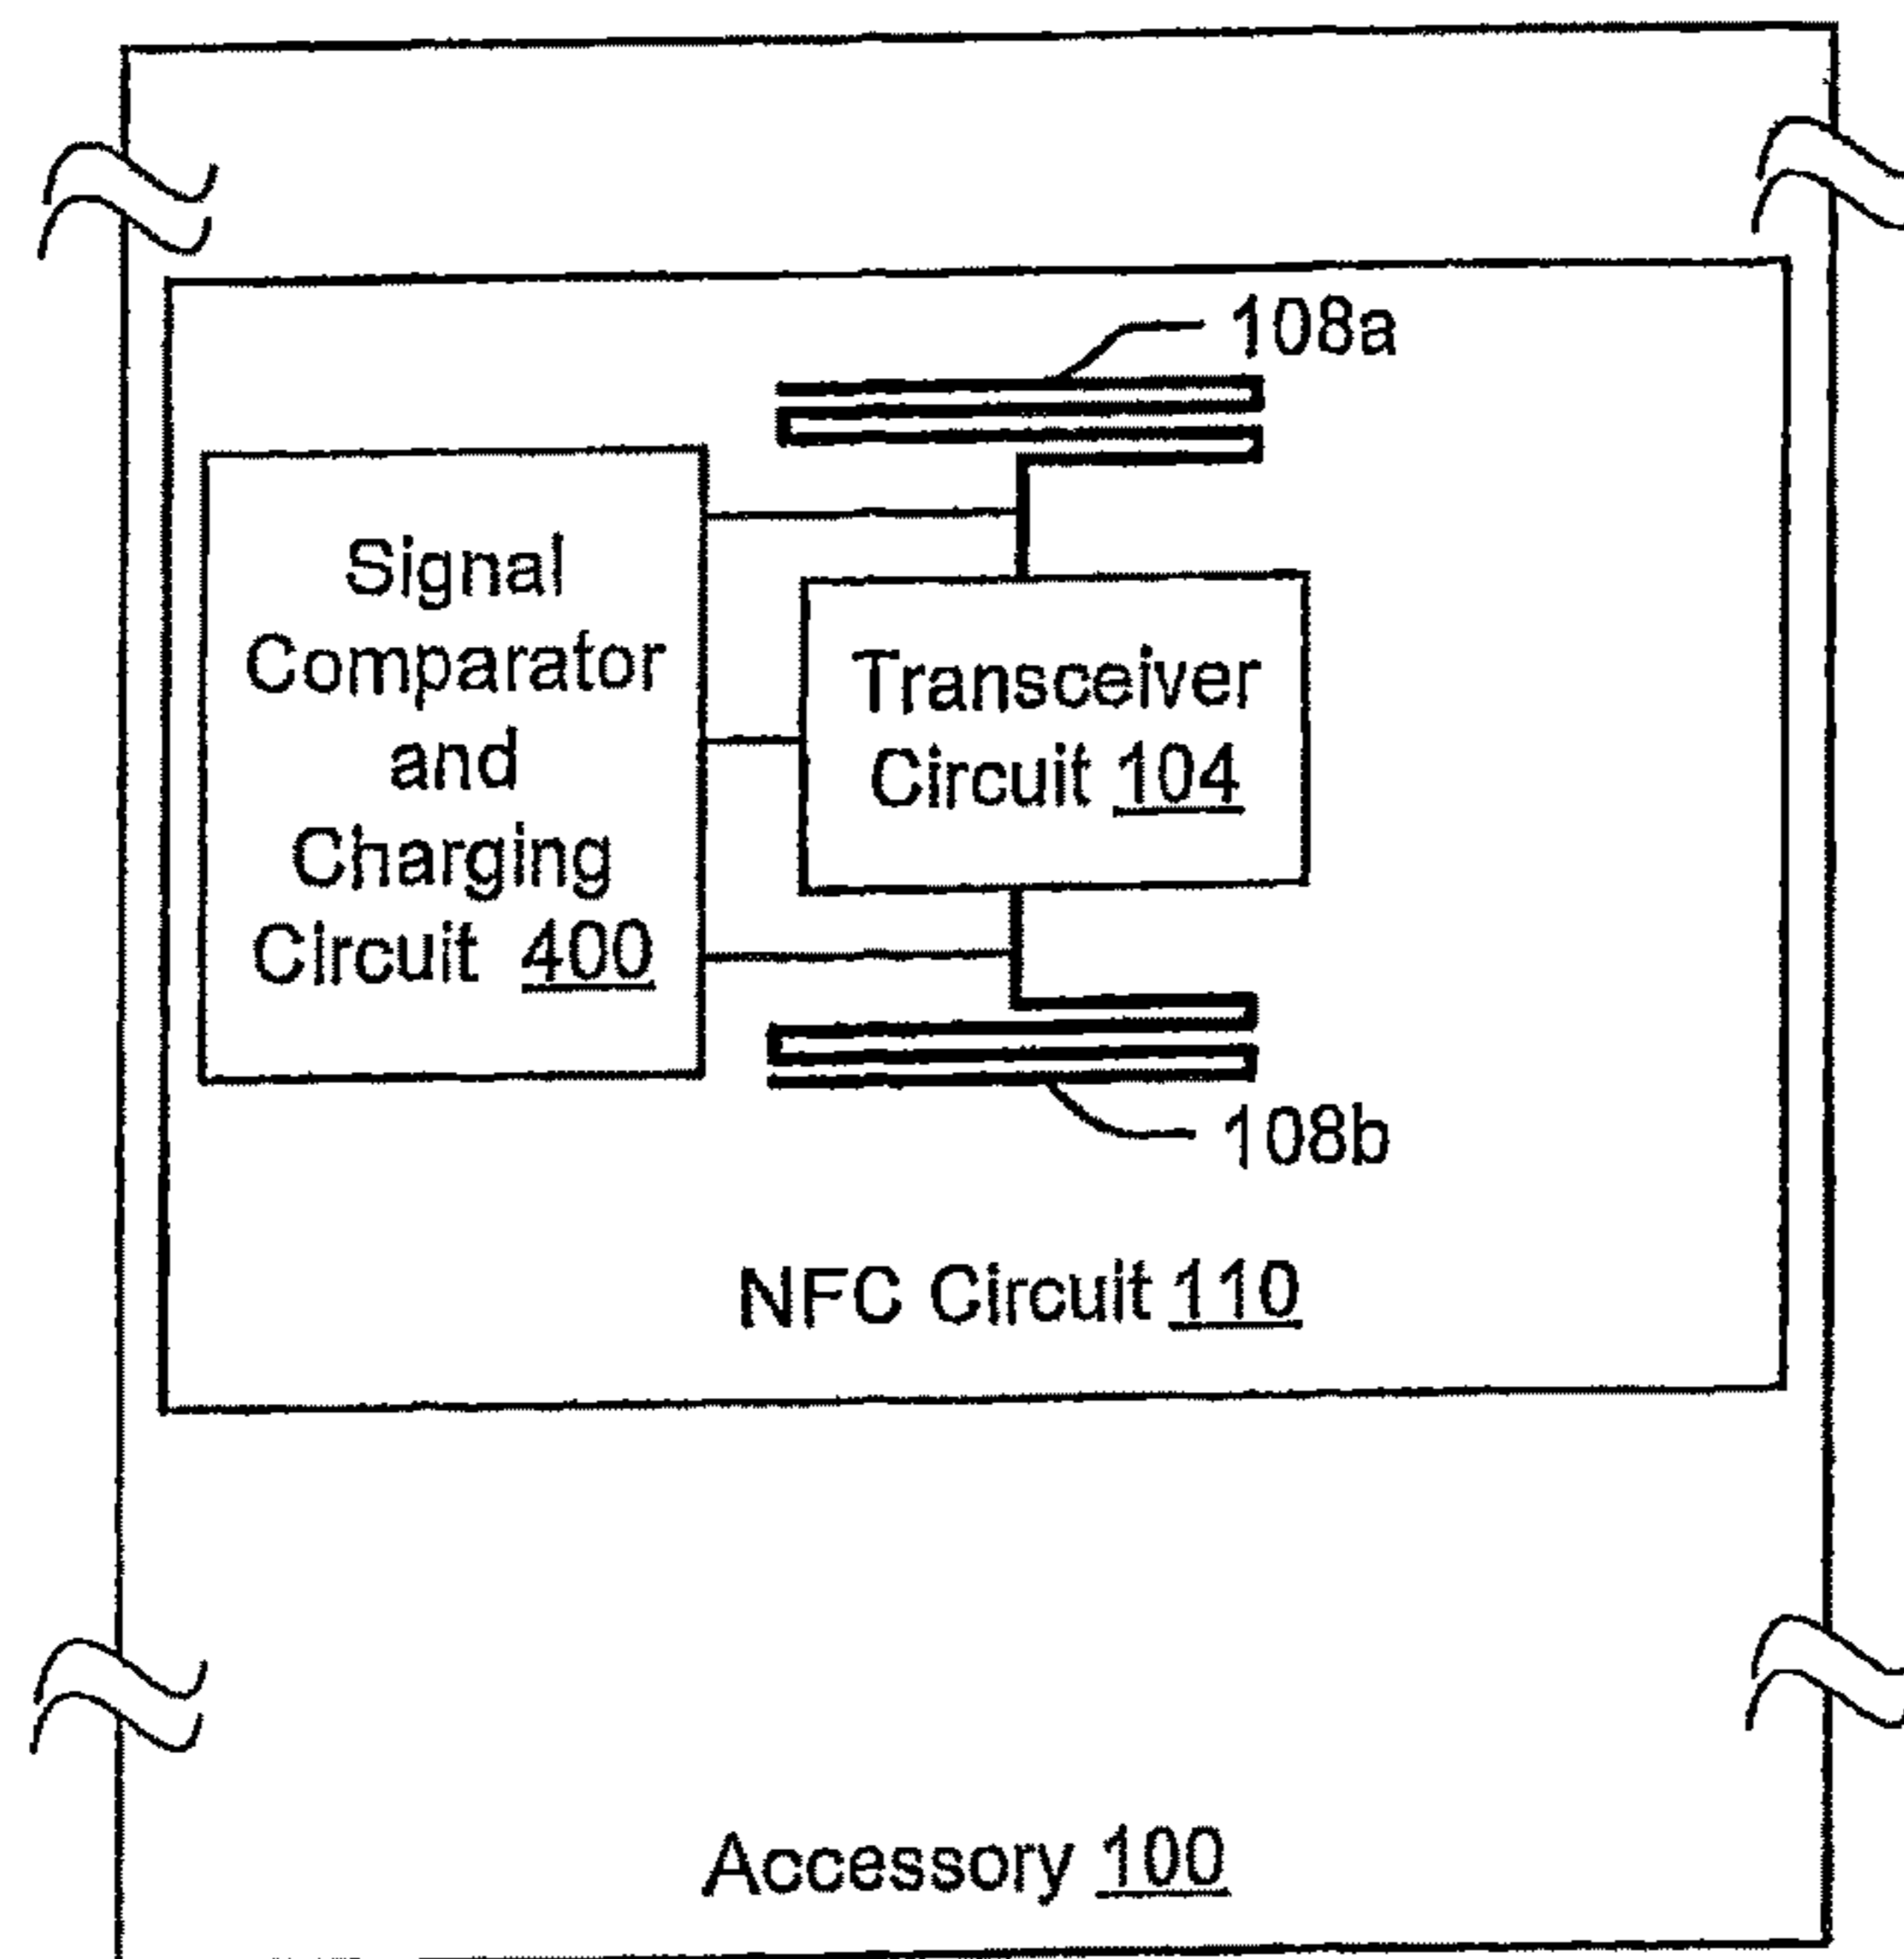 108a
Signal
Comparator
and
Charging
Circuit 400
Transceiver
Circuit 104
108b
NFC Circuit 110
Accessory 100